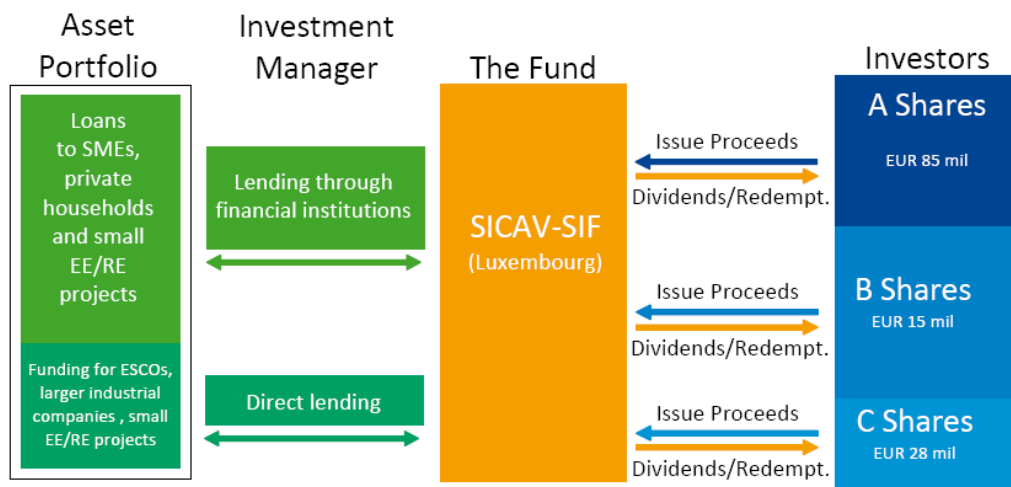 Asset
Portfolio
Loans
to SMEs,
private
households
and small
EE/RE
projects
Funding for ESCOs,
larger industrial
companies , small
EE/RE projects
Investment
Manager
Lending through
financial institutions
Direct lending
The Fund
SICAV-SIF
(Luxembourg)
Issue Proceeds
Dividends/Redempt.
Issue Proceeds
Dividends/Redempt.
Issue Proceeds
Dividends/Redempt.
Investors
A Shares
EUR 85 mil
B Shares
EUR 15 mil
C Shares
EUR 28 mil